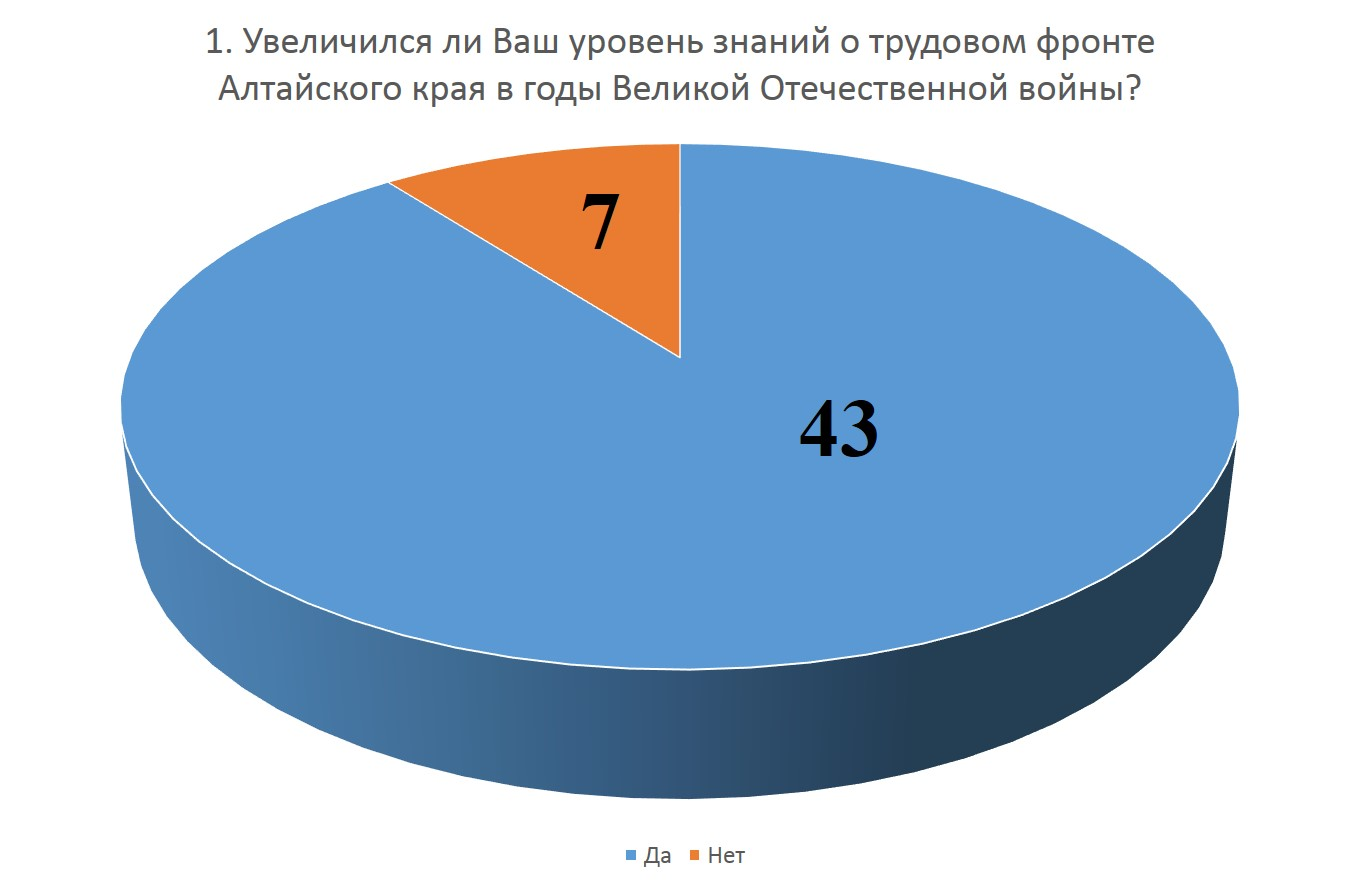 1. Увеличился ли Ваш уровень знаний о трудовом фронте
Алтайского края в годы Великой Отечественной войны?
7
43
Да Нет